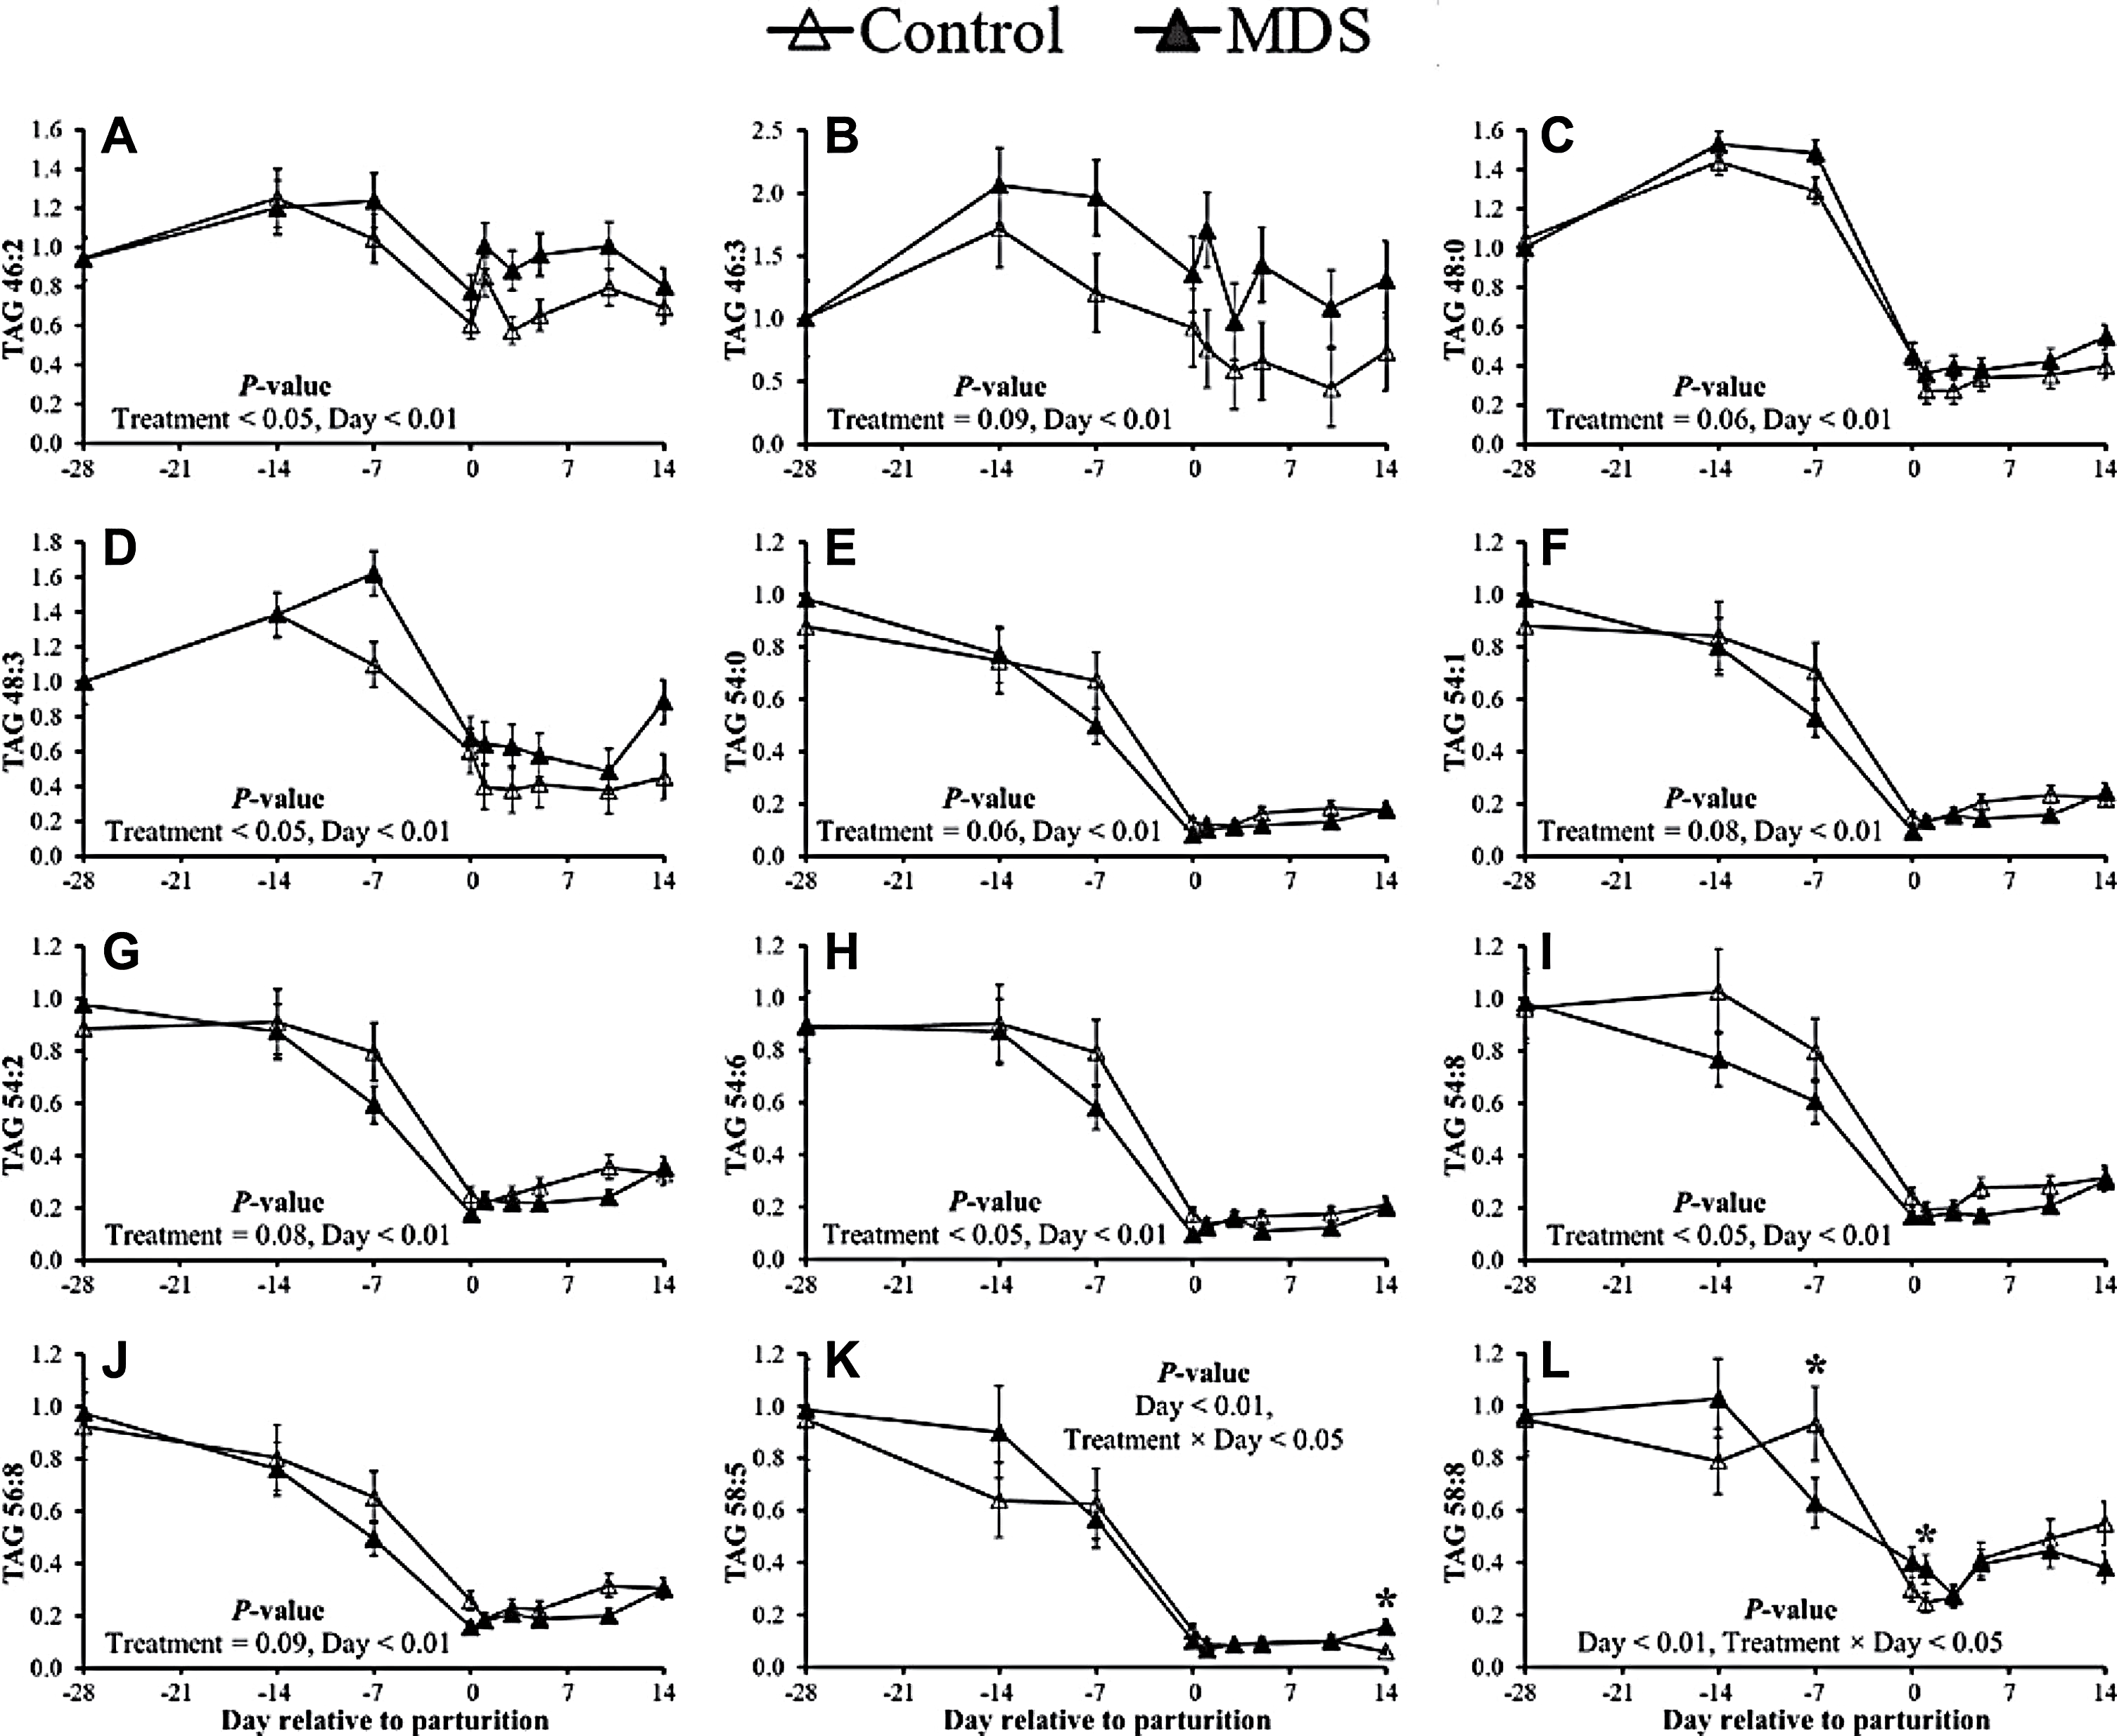 Control MDS
A
TAG 46:2
1.6
1.4
1.2
1.0
0.8
0.6
0.4
0.2
0.0
P-value
Treatment < 0.05, Day < 0.01
-28 -21 -14 -7 0 7 14
B
TAG 46:3
2.5
2.0
1.5
1.0
0.5
0.0
P-value
Treatment = 0.09, Day < 0.01
-28 -21 -14 -7 0 7 14
C
TAG 48:0
1.6
1.4
1.2
1.0
0.8
0.6
0.4
0.2
0.0
P-value
Treatment = 0.06, Day < 0.01
-28 -21 -14 -7 0 7 14
D
TAG 48:3
1.8
1.6
1.4
1.2
1.0
0.8
0.6
0.4
0.2
0.0
P-value
Treatment < 0.05, Day < 0.01
-28 -21 -14 -7 0 7 14
E
TAG 54:0
1.2
1.0
0.8
0.6
0.4
0.2
0.0
P-value
Treatment = 0.06, Day < 0.01
-28 -21 -14 -7 0 7 14
F
TAG 54:1
1.2
1.0
0.8
0.6
0.4
0.2
0.0
P-value
Treatment = 0.08, Day < 0.01
-28 -21 -14 -7 0 7 14
G
TAG 54:2
1.2
1.0
0.8
0.6
0.4
0.2
0.0
P-value
Treatment = 0.08, Day < 0.01
-28 -21 -14 -7 0 7 14
H
TAG 54:6
1.2
1.0
0.8
0.6
0.4
0.2
0.0
P-value
Treatment < 0.05, Day < 0.01
-28 -21 -14 -7 0 7 14
I
TAG 54:8
1.2
1.0
0.8
0.6
0.4
0.2
0.0
P-value
Treatment < 0.05, Day < 0.01
-28 -21 -14 -7 0 7 14
J
TAG 56:8
1.2
1.0
0.8
0.6
0.4
0.2
0.0
P-value
Treatment = 0.09, Day < 0.01
-28 -21 -14 -7 0 7 14
Day relative to parturition
K
TAG 58:5
1.2
1.0
0.8
0.6
0.4
0.2
0.0
P-value
Day < 0.01,
Treatment × Day < 0.05
*
-28 -21 -14 -7 0 7 14
Day relative to parturition
L
TAG 58:8
1.2
1.0
0.8
0.6
0.4
0.2
0.0
*
*
P-value
Day < 0.01, Treatment × Day < 0.05
-28 -21 -14 -7 0 7 14
Day relative to parturition